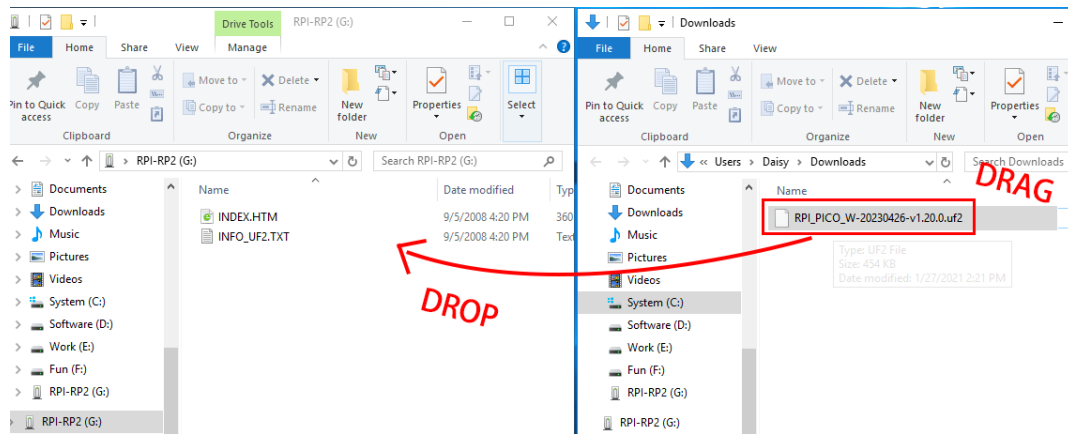 Drive Tools RPI-RP2 (G:)
File Home Share View Manage
Pin to Quick access
Copy
Paste
Move to
Copy to
Delete
Rename
New folder
Properties
Select
Clipboard Organize New Open
RPI-RP2 (G:)
Search RPI-RP2 (G:)
Documents
Downloads
Music
Pictures
Videos
System (C:)
Software (D:)
Work (E:)
Fun (F:)
RPI-RP2 (G:)
RPI-RP2 (G:)
Name Date modified Typ
INDEX.HTM 9/5/2008 4:20 PM 360
INFO_UF2.TXT 9/5/2008 4:20 PM Text
DROP
Downloads
File Home Share View
Pin to Quick access
Copy
Paste
Move to
Copy to
Delete
Rename
New folder
Properties
Clipboard Organize New Open
« Users > Daisy > Downloads
Search Downloads
DRAG
Documents
Downloads
Music
Pictures
Videos
System (C:)
Software (D:)
Work (E:)
Fun (F:)
RPI-RP2 (G:)
RPI-RP2 (G:)
Name
RPI_PICO_W-20230426-v1.20.0.uf2
Type: UF2 File
Size: 454 KB
Date modified: 1/27/2021 2:21 PM